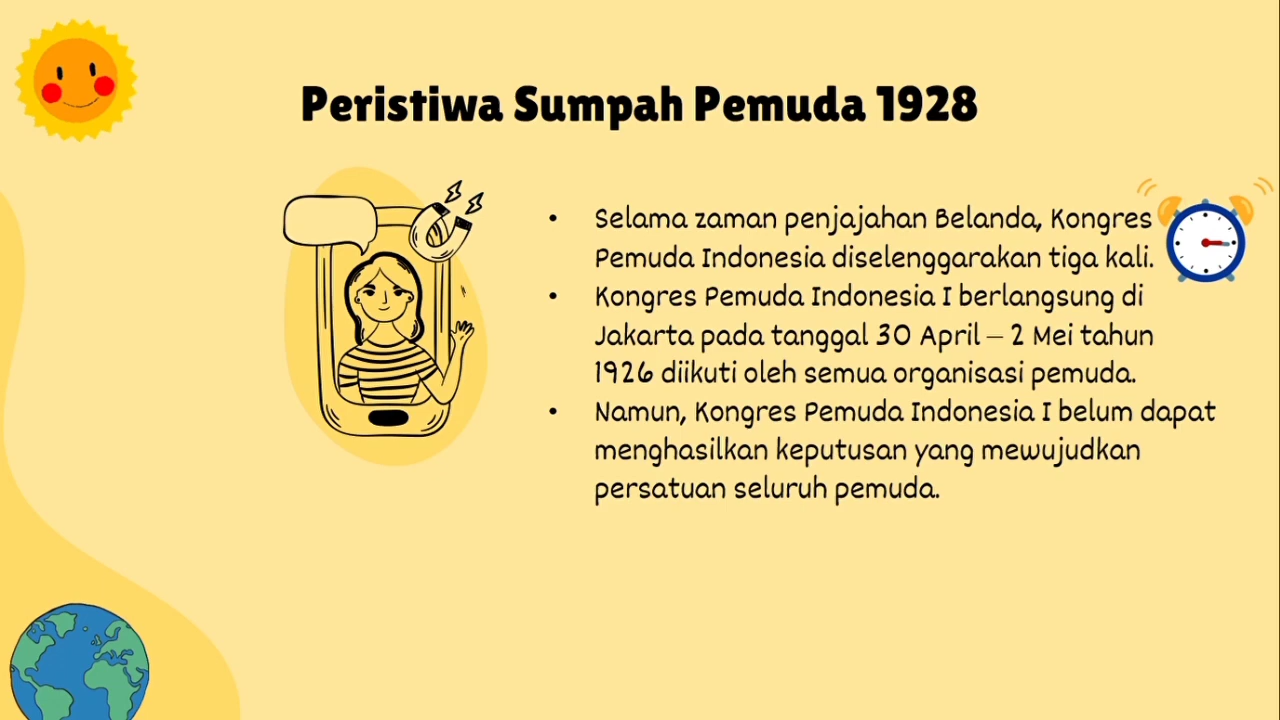 Peristiwa Sumpah Pemuda 1928
• Selama zaman penjajahan Belanda, Kongres
Pemuda Indonesia diselenggarakan tiga kali.
• Kongres Pemuda Indonesia I berlangsung di
Jakarta pada tanggal 30 April – 2 Mei tahun
1926 diikuti oleh semua organisasi pemuda.
• Namun, Kongres Pemuda Indonesia I belum dapat
menghasilkan keputusan yang mewujudkan
persatuan seluruh pemuda.